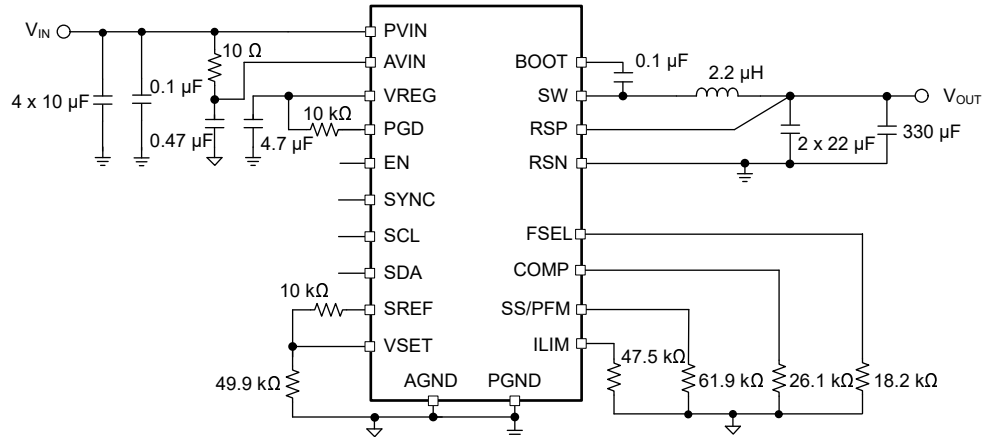 V_IN
4 x 10 µF
0.1 µF
10 Ω
0.47 µF
4.7 µF
10 kΩ
10 kΩ
49.9 kΩ
PVIN
AVIN
VREG
PGD
EN
SYNC
SCL
SDA
SREF
VSET
AGND
PGND
BOOT
SW
RSP
RSN
FSEL
COMP
SS/PFM
ILIM
0.1 µF
2.2 µH
V_OUT
2 x 22 µF
330 µF
47.5 kΩ
61.9 kΩ
26.1 kΩ
18.2 kΩ